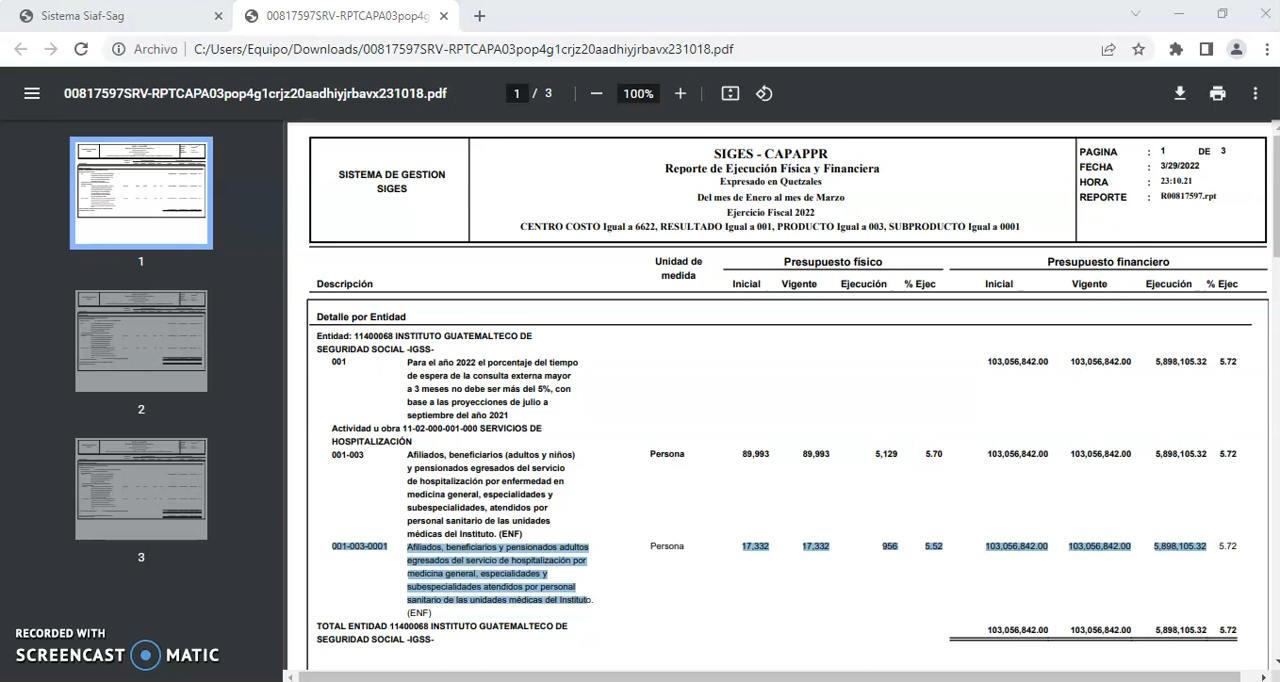 Sistema Siaf-Sag
00817597SRV-RPTCAPA03pop4g
Archivo
C:/Users/Equipo/Downloads/00817597SRV-RPTCAPA03pop4g1crjz20aadhiyjrbavx231018.pdf
00817597SRV-RPTCAPA03pop4g1crjz20aadhiyjrbavx231018.pdf
1 / 3
100%
1
2
3
RECORDED WITH
SCREENCAST MATIC
SISTEMA DE GESTION
SIGES
SIGES - CAPAPPR
Reporte de Ejecución Física y Financiera
Expresado en Quetzales
Del mes de Enero al mes de Marzo
Ejercicio Fiscal 2022
CENTRO COSTO Igual a 6622, RESULTADO Igual a 001, PRODUCTO Igual a 003, SUBPRODUCTO Igual a 0001
PAGINA : 1 DE 3
FECHA : 3/29/2022
HORA : 23:10.21
REPORTE : R00817597.rpt
Descripción
Unidad de
medida
Presupuesto físico
Inicial Vigente Ejecución % Ejec
Presupuesto financiero
Inicial Vigente Ejecución % Ejec
Detalle por Entidad
Entidad: 11400068 INSTITUTO GUATEMALTECO DE
SEGURIDAD SOCIAL -IGSS-
001 Para el año 2022 el porcentaje del tiempo 103,056,842.00 103,056,842.00 5,898,105.32 5.72
de espera de la consulta externa mayor
a 3 meses no debe ser más del 5%, con
base a las proyecciones de julio a
septiembre del año 2021
Actividad u obra 11-02-000-001-000 SERVICIOS DE
HOSPITALIZACIÓN
001-003 Afiliados, beneficiarios (adultos y niños) Persona 89,993 89,993 5,129 5.70 103,056,842.00 103,056,842.00 5,898,105.32 5.72
y pensionados egresados del servicio
de hospitalización por enfermedad en
medicina general, especialidades y
subespecialidades, atendidos por
personal sanitario de las unidades
médicas del Instituto. (ENF)
001-003-0001 Afiliados, beneficiarios y pensionados adultos Persona 17,332 17,332 956 5.52 103,056,842.00 103,056,842.00 5,898,105.32 5.72
egresados del servicio de hospitalización por
medicina general, especialidades y
subespecialidades atendidos por personal
sanitario de las unidades médicas del Instituto.
(ENF)
TOTAL ENTIDAD 11400068 INSTITUTO GUATEMALTECO DE
SEGURIDAD SOCIAL -IGSS- 103,056,842.00 103,056,842.00 5,898,105.32 5.72